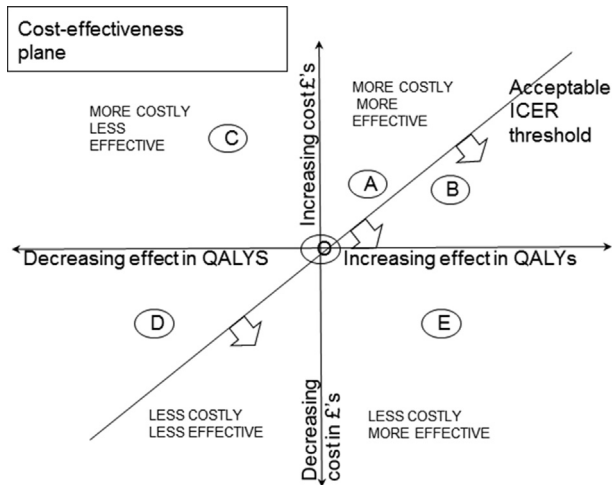 Cost-effectiveness
plane
MORE COSTLY
LESS
EFFECTIVE
C
Increasing cost£'s
MORE COSTLY
MORE
EFFECTIVE
Acceptable
ICER
threshold
A
B
O
Decreasing effect in QALYS
Increasing effect in QALYs
D
E
LESS COSTLY
LESS EFFECTIVE
Decreasing
cost in £'s
LESS COSTLY
MORE EFFECTIVE